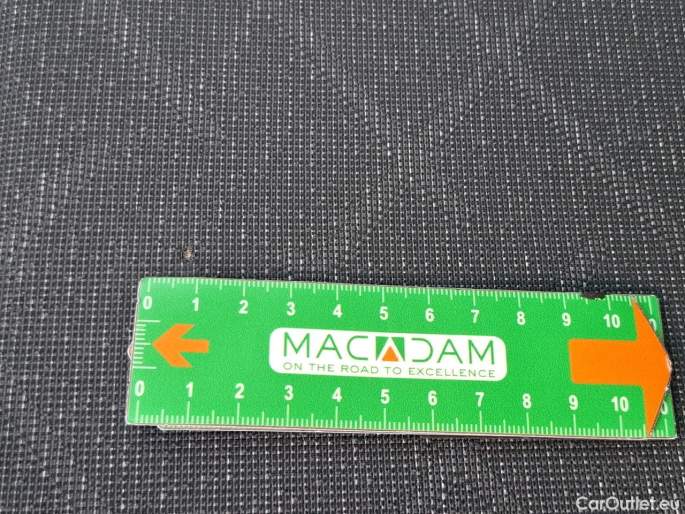 0 1 2 3 4 5 6 7 8 9 10
MACADAM
ON THE ROAD TO EXCELLENCE
0 1 2 3 4 5 6 7 8 9 10
CarOutlet.eu